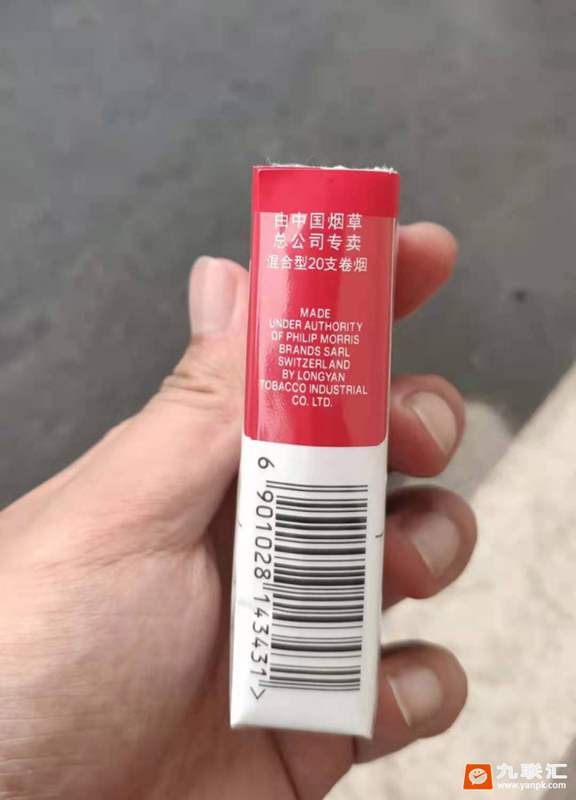 由中国烟草
总公司专卖
混合型20支卷烟
MADE
UNDER AUTHORITY
OF PHILIP MORRIS
BRANDS SARL
SWITZERLAND
BY LONGYAN
TOBACCO INDUSTRIAL
CO. LTD.
6 901028 143431 >
九联汇
www.yanpk.com